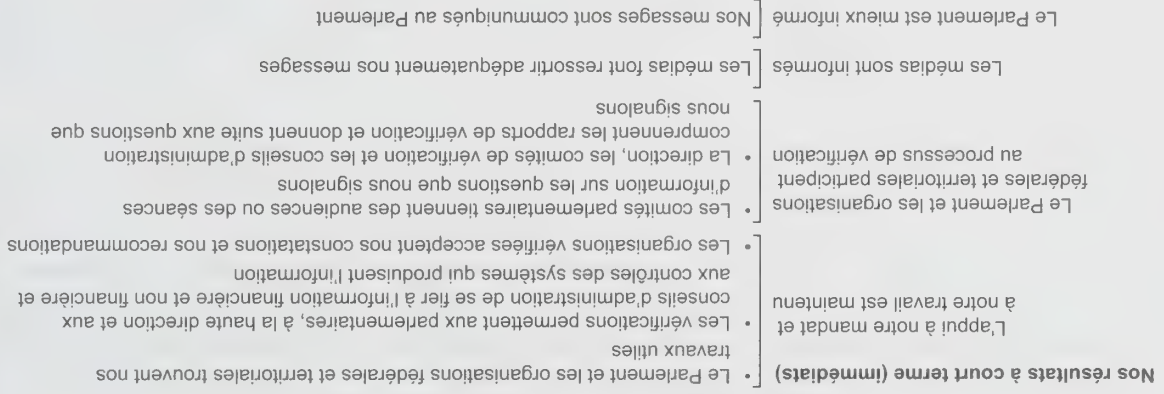 Nos résultats à court terme (immédiats)
• Le Parlement et les organisations fédérales et territoriales trouvent nos
travaux utiles
L'appui à notre mandat et
à notre travail est maintenu
• Les vérifications permettent aux parlementaires, à la haute direction et aux
conseils d'administration de se fier à l'information financière et non financière et
aux contrôles des systèmes qui produisent l'information
• Les organisations vérifiées acceptent nos constatations et nos recommandations
Le Parlement et les organisations
fédérales et territoriales participent
au processus de vérification
• Les comités parlementaires tiennent des audiences ou des séances
d'information sur les questions que nous signalons
• La direction, les comités de vérification et les conseils d'administration
comprennent les rapports de vérification et donnent suite aux questions que
nous signalons
Les médias sont informés
Les médias font ressortir adéquatement nos messages
Le Parlement est mieux informé
Nos messages sont communiqués au Parlement